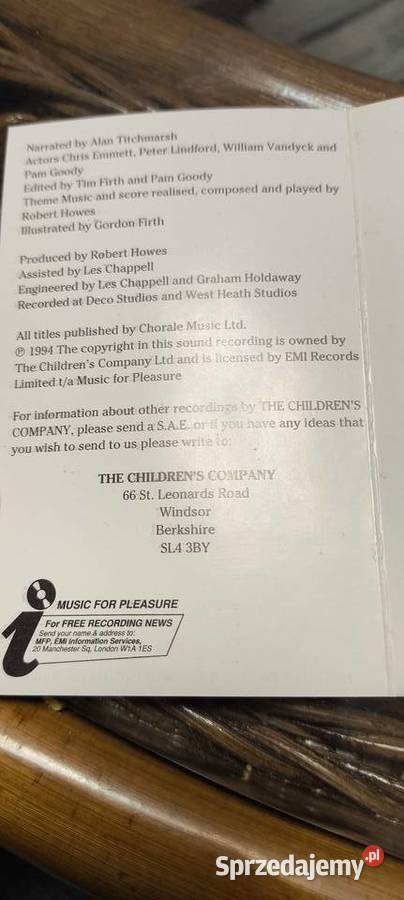 Narrated by Alan Titchmarsh
Actors Chris Emmett, Peter Lindford, William Vandyck and
Pam Goody
Edited by Tim Firth and Pam Goody
Theme Music and score realised, composed and played by
Robert Howes
Illustrated by Gordon Firth
Produced by Robert Howes
Assisted by Les Chappell
Engineered by Les Chappell and Graham Holdaway
Recorded at Deco Studios and West Heath Studios
All titles published by Chorale Music Ltd.
℗ 1994 The copyright in this sound recording is owned by
The Children's Company Ltd and is licensed by EMI Records
Limited t/a Music for Pleasure
For information about other recordings by THE CHILDREN'S
COMPANY, please send a S.A.E. or if you have any ideas that
you wish to send to us please write to:
THE CHILDREN'S COMPANY
66 St. Leonards Road
Windsor
Berkshire
SL4 3BY
i
MUSIC FOR PLEASURE
For FREE RECORDING NEWS
Send your name & address to:
MFP, EMI Information Services,
20 Manchester Sq, London W1A 1ES
Sprzedajemy.pl